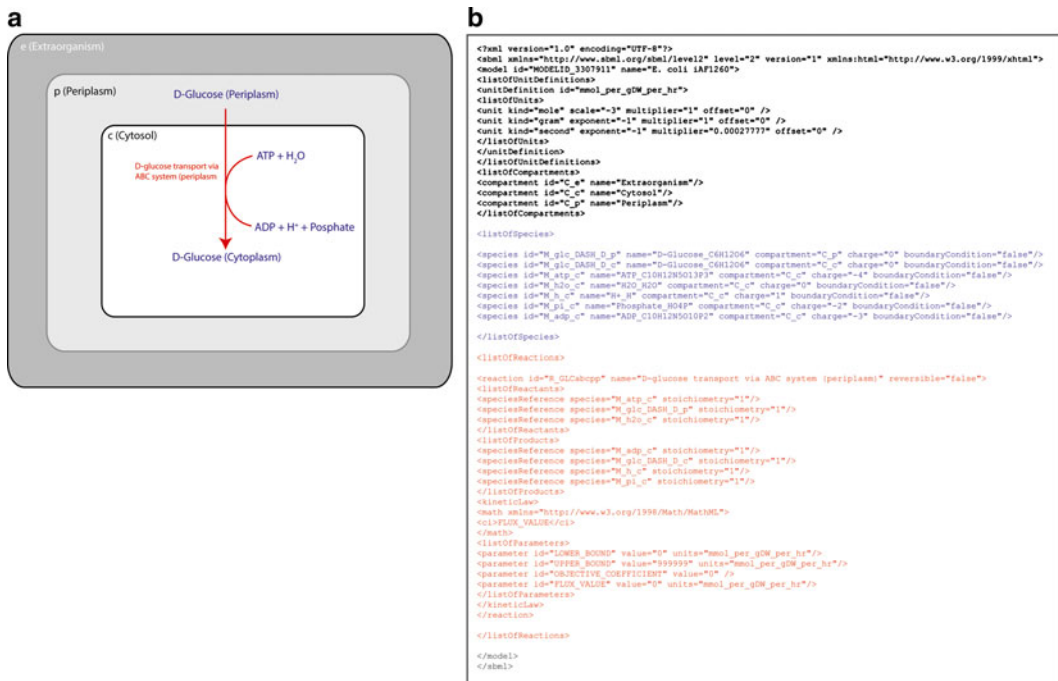 a
e (Extraorganism)
p (Periplasm)
D-Glucose (Periplasm)
c (Cytosol)
D-glucose transport via
ABC system (periplasm
ATP + H2O
ADP + H+ + Posphate
D-Glucose (Cytoplasm)
b
<?xml version="1.0" encoding="UTF-8"?>
<sbml xmlns="http://www.sbml.org/sbml/level2" level="2" version="1" xmlns:html="http://www.w3.org/1999/xhtml">
<model id="MODELID_3307911" name="E. coli iAF1260">
<listOfUnitDefinitions>
<unitDefinition id="mmol_per_gDW_per_hr">
<listOfUnits>
<unit kind="mole" scale="-3" multiplier="1" offset="0" />
<unit kind="gram" exponent="-1" multiplier="1" offset="0" />
<unit kind="second" exponent="-1" multiplier="0.00027777" offset="0" />
</listOfUnits>
</unitDefinition>
</listOfUnitDefinitions>
<listOfCompartments>
<compartment id="C_e" name="Extraorganism"/>
<compartment id="C_c" name="Cytosol"/>
<compartment id="C_p" name="Periplasm"/>
</listOfCompartments>
<listOfSpecies>
<species id="M_glc_DASH_D_p" name="D-Glucose_C6H12O6" compartment="C_p" charge="0" boundaryCondition="false"/>
<species id="M_glc_DASH_D_c" name="D-Glucose_C6H12O6" compartment="C_c" charge="0" boundaryCondition="false"/>
<species id="M_atp_c" name="ATP_C10H12N5O13P3" compartment="C_c" charge="-4" boundaryCondition="false"/>
<species id="M_h2o_c" name="H2O_H2O" compartment="C_c" charge="0" boundaryCondition="false"/>
<species id="M_h_c" name="H+_H" compartment="C_c" charge="1" boundaryCondition="false"/>
<species id="M_pi_c" name="Phosphate_HO4P" compartment="C_c" charge="-2" boundaryCondition="false"/>
<species id="M_adp_c" name="ADP_C10H12N5O10P2" compartment="C_c" charge="-3" boundaryCondition="false"/>
</listOfSpecies>
<listOfReactions>
<reaction id="R_GLCabcpp" name="D-glucose transport via ABC system (periplasm)" reversible="false">
<listOfReactants>
<speciesReference species="M_atp_c" stoichiometry="1"/>
<speciesReference species="M_glc_DASH_D_p" stoichiometry="1"/>
<speciesReference species="M_h2o_c" stoichiometry="1"/>
</listOfReactants>
<listOfProducts>
<speciesReference species="M_adp_c" stoichiometry="1"/>
<speciesReference species="M_glc_DASH_D_c" stoichiometry="1"/>
<speciesReference species="M_h_c" stoichiometry="1"/>
<speciesReference species="M_pi_c" stoichiometry="1"/>
</listOfProducts>
<kineticLaw>
<math xmlns="http://www.w3.org/1998/Math/MathML">
<ci>FLUX_VALUE</ci>
</math>
<listOfParameters>
<parameter id="LOWER_BOUND" value="0" units="mmol_per_gDW_per_hr"/>
<parameter id="UPPER_BOUND" value="999999" units="mmol_per_gDW_per_hr"/>
<parameter id="OBJECTIVE_COEFFICIENT" value="0" />
<parameter id="FLUX_VALUE" value="0" units="mmol_per_gDW_per_hr"/>
</listOfParameters>
</kineticLaw>
</reaction>
</listOfReactions>
</model>
</sbml>